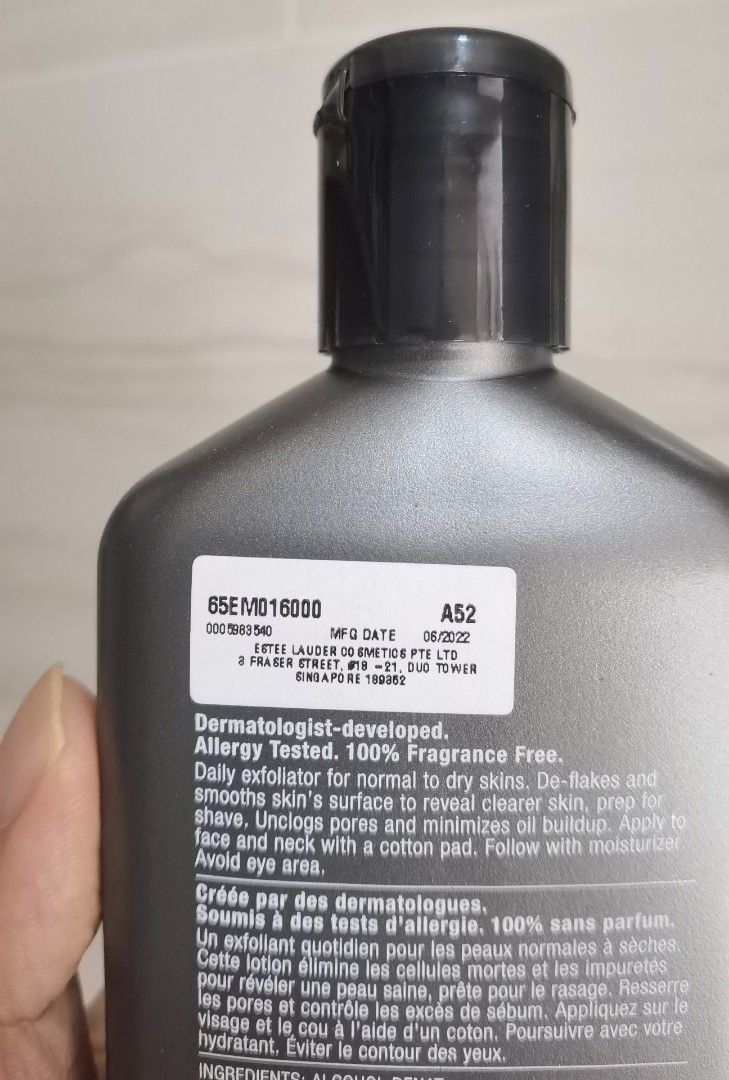 65EM016000 A52
0005983540 MFG DATE 06/2022
ESTEE LAUDER COSMETICS PTE LTD
3 FRASER STREET, #18 -21, DUO TOWER
SINGAPORE 189352
Dermatologist-developed.
Allergy Tested. 100% Fragrance Free.
Daily exfoliator for normal to dry skins. De-flakes and
smooths skin's surface to reveal clearer skin, prep for
shave. Unclogs pores and minimizes oil buildup. Apply to
face and neck with a cotton pad. Follow with moisturizer
Avoid eye area.
Créée par des dermatologues.
Soumis à des tests d'allergie. 100% sans parfum.
Un exfoliant quotidien pour les peaux normales à sèches.
Cette lotion élimine les cellules mortes et les impuretés
pour révéler une peau saine, prête pour le rasage. Resserre
les pores et contrôle les excès de sébum. Appliquez sur le
visage et le cou à l'aide d'un coton. Poursuivre avec votre
hydratant. Éviter le contour des yeux.
INGREDIENTS: ALCOHOL DENAT